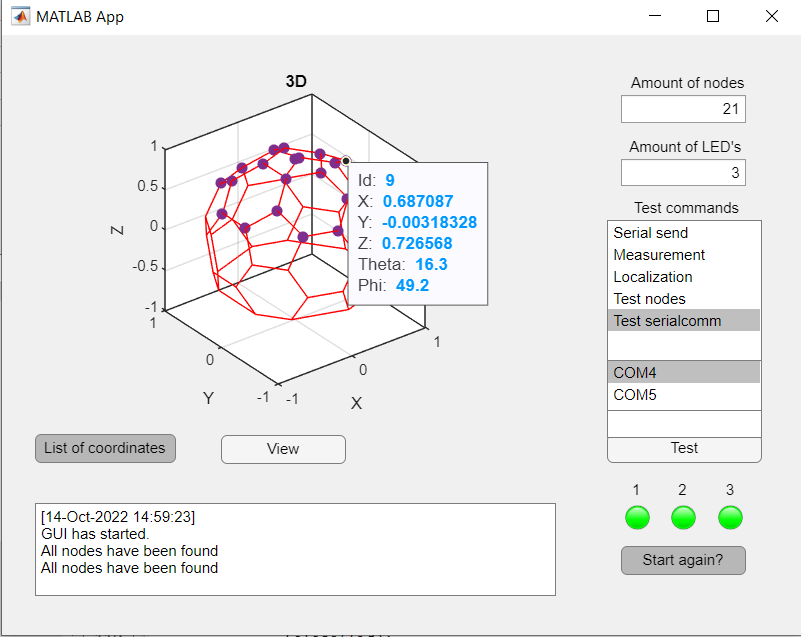 MATLAB App
3D
1
0.5
0
-0.5
-1
Z
1
0
-1
Y
-1
0
1
X
Id: 9
X: 0.687087
Y: -0.00318328
Z: 0.726568
Theta: 16.3
Phi: 49.2
List of coordinates
View
[14-Oct-2022 14:59:23]
GUI has started.
All nodes have been found
All nodes have been found
Amount of nodes
21
Amount of LED's
3
Test commands
Serial send
Measurement
Localization
Test nodes
Test serialcomm
COM4
COM5
Test
1 2 3
Start again?